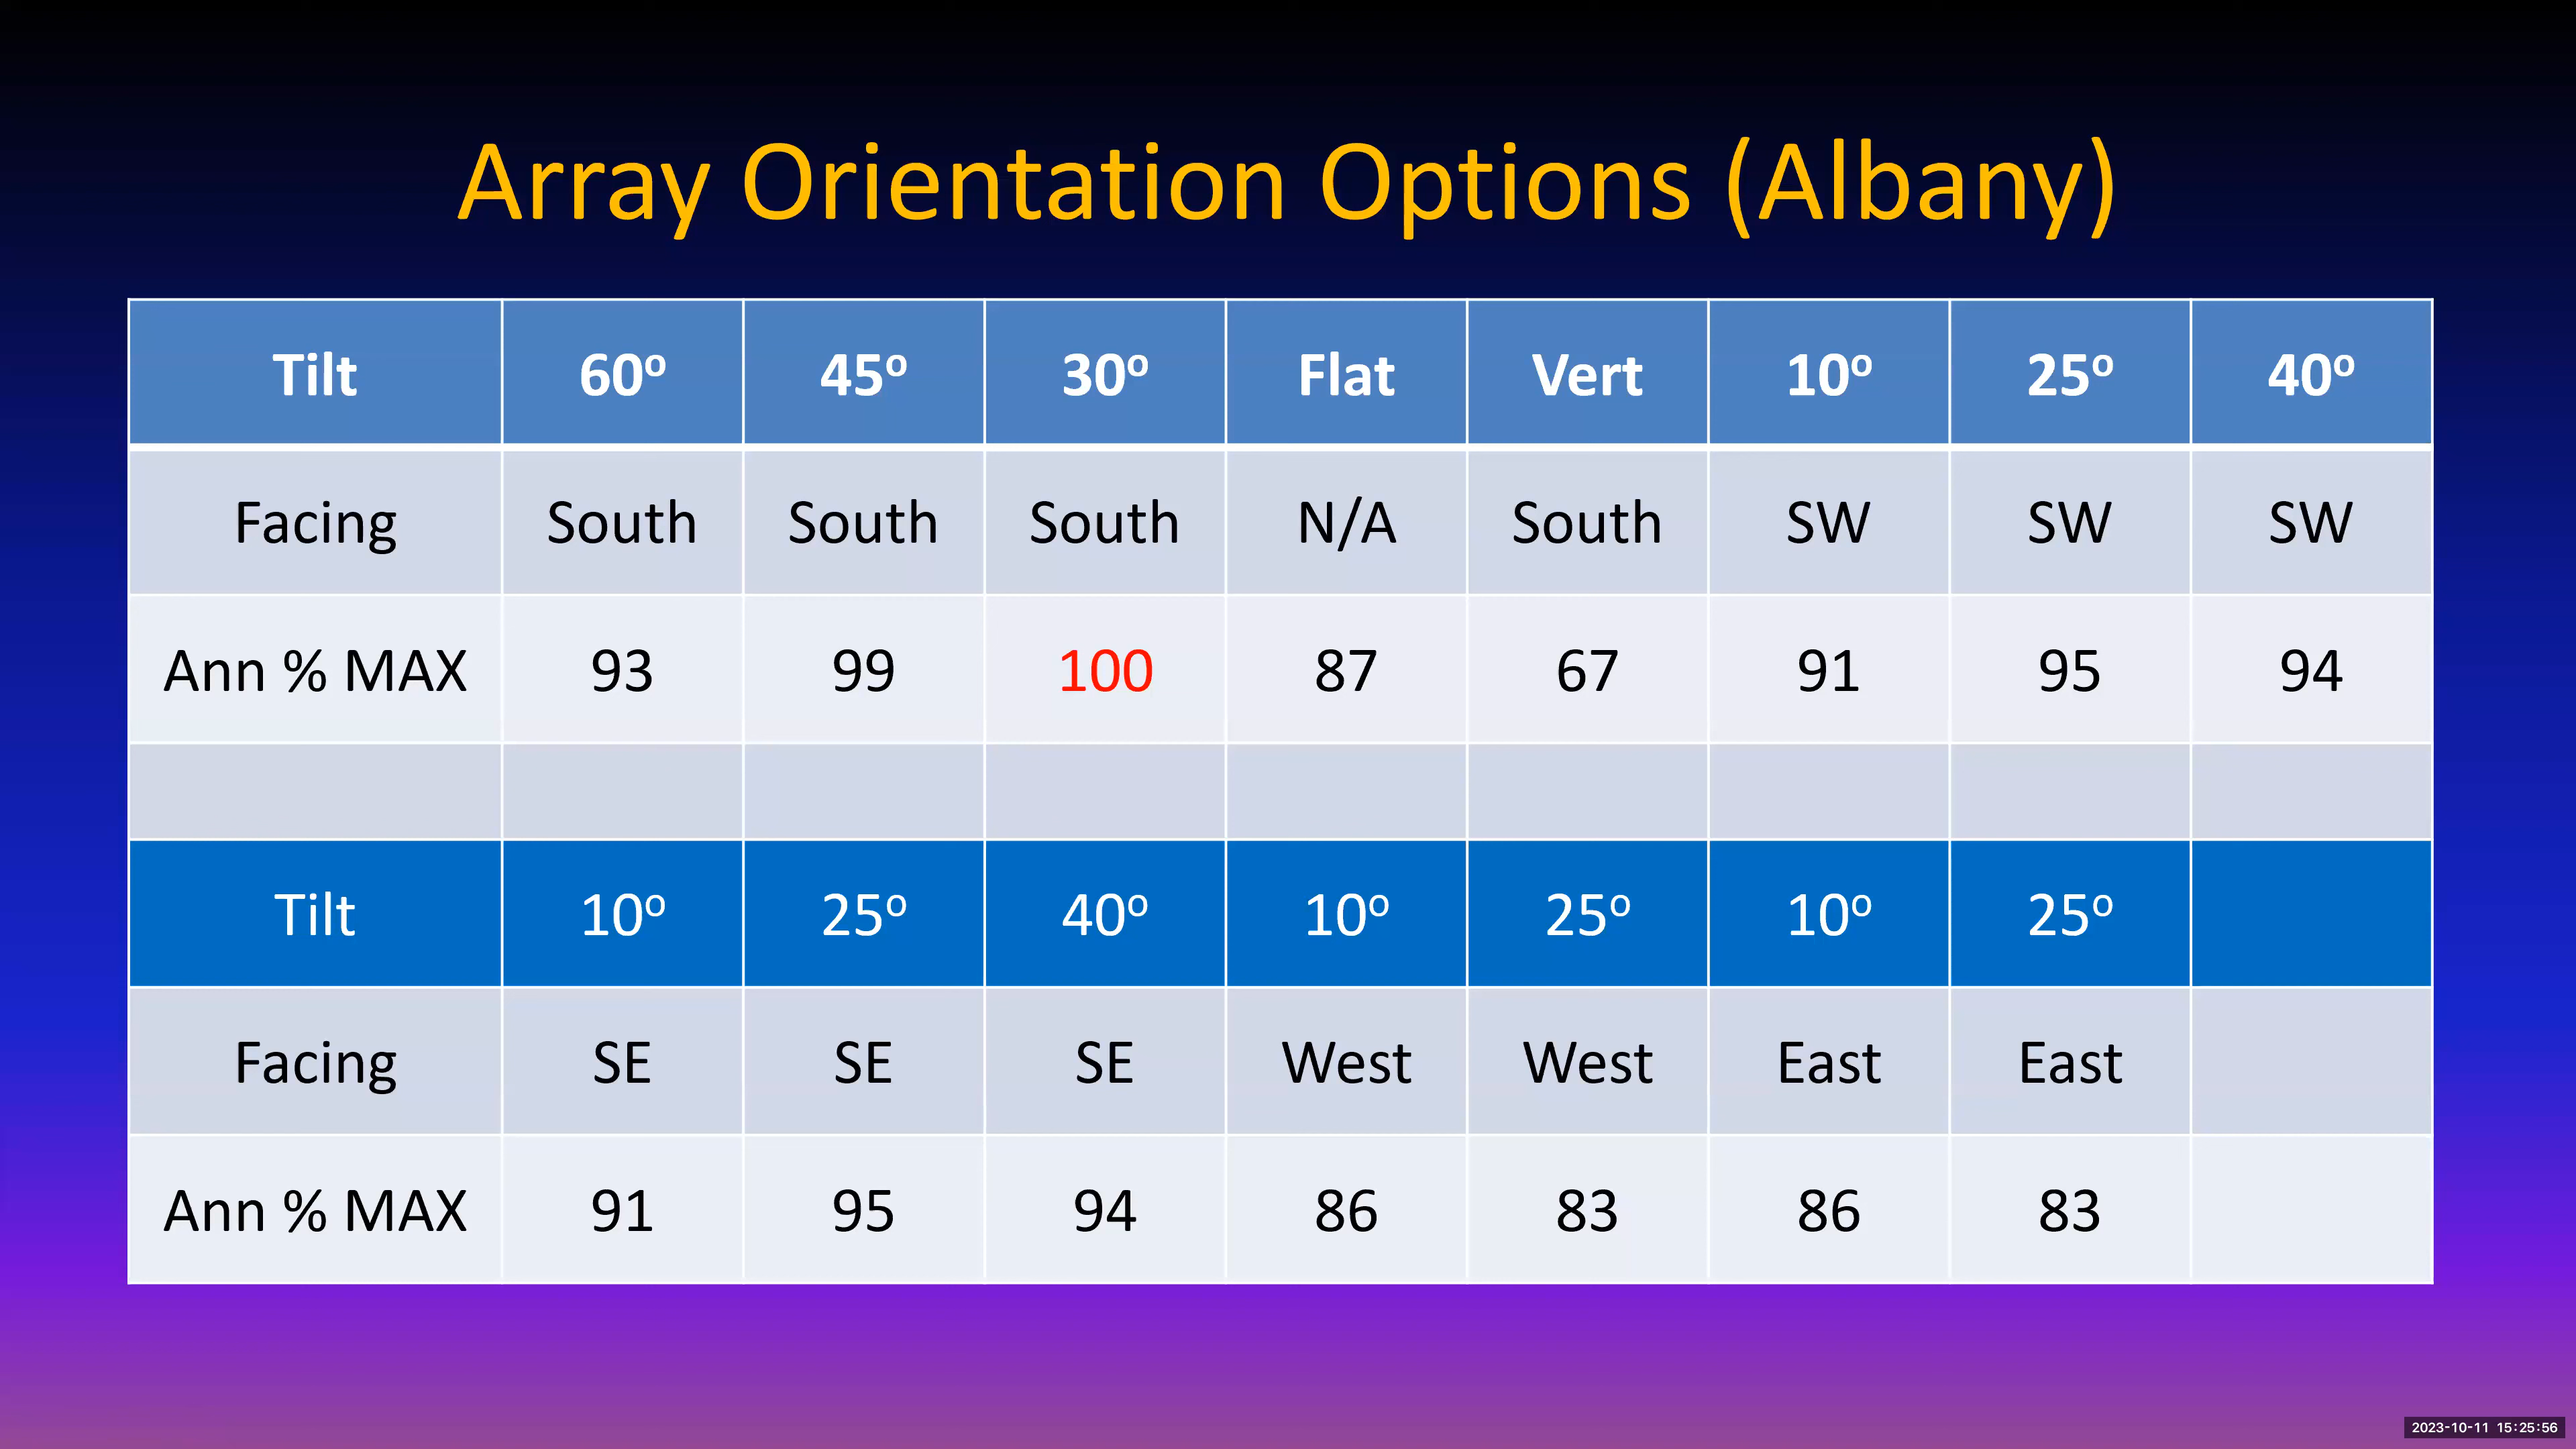 Array Orientation Options (Albany)
Tilt 60º 45º 30º Flat Vert 10º 25º 40º
Facing South South South N/A South SW SW SW
Ann % MAX 93 99 100 87 67 91 95 94
Tilt 10º 25º 40º 10º 25º 10º 25º
Facing SE SE SE West West East East
Ann % MAX 91 95 94 86 83 86 83
2023-10-11 15:25:56